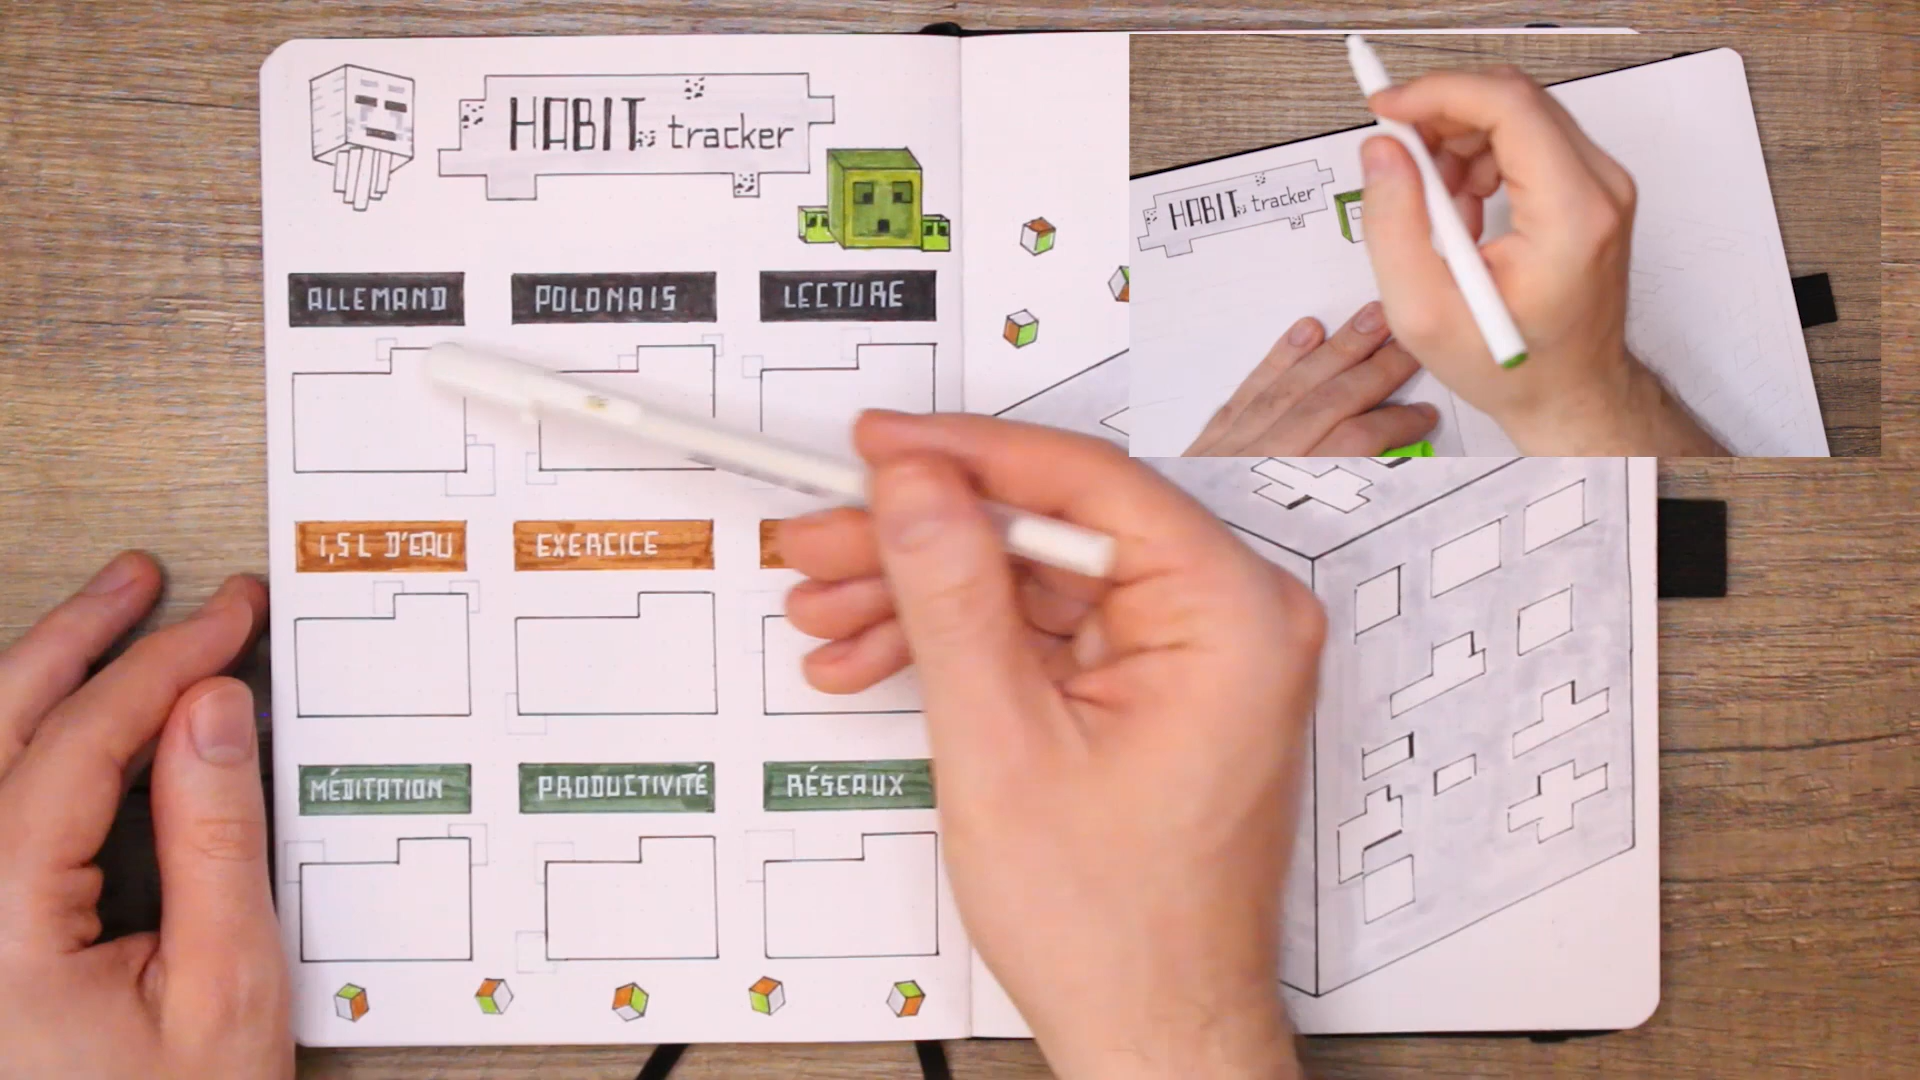 HABIT tracker
ALLEMAND
POLONAIS
LECTURE
1,5 L D'EAU
EXERCICE
MÉDITATION
PRODUCTIVITÉ
RÉSEAUX
HABIT tracker